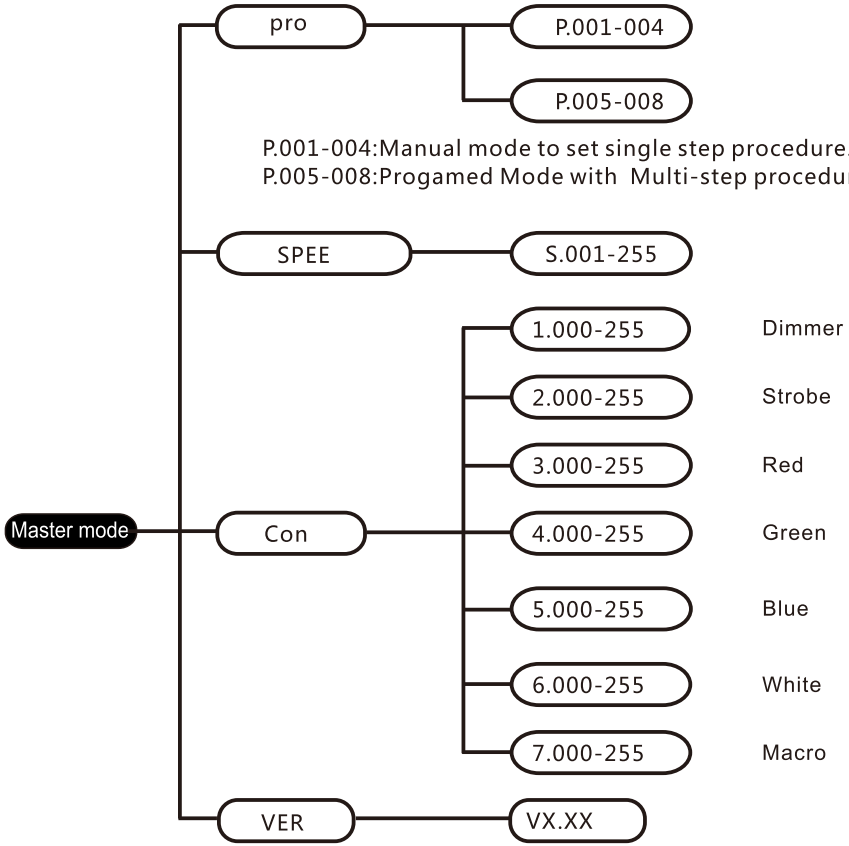 pro
P.001-004
P.005-008
P.001-004:Manual mode to set single step procedure.
P.005-008:Progamed Mode with Multi-step
SPEE
S.001-255
1.000-255 Dimmer
2.000-255 Strobe
3.000-255 Red
Master mode
Con
4.000-255 Green
5.000-255 Blue
6.000-255 White
7.000-255 Macro
VER
VX.XX